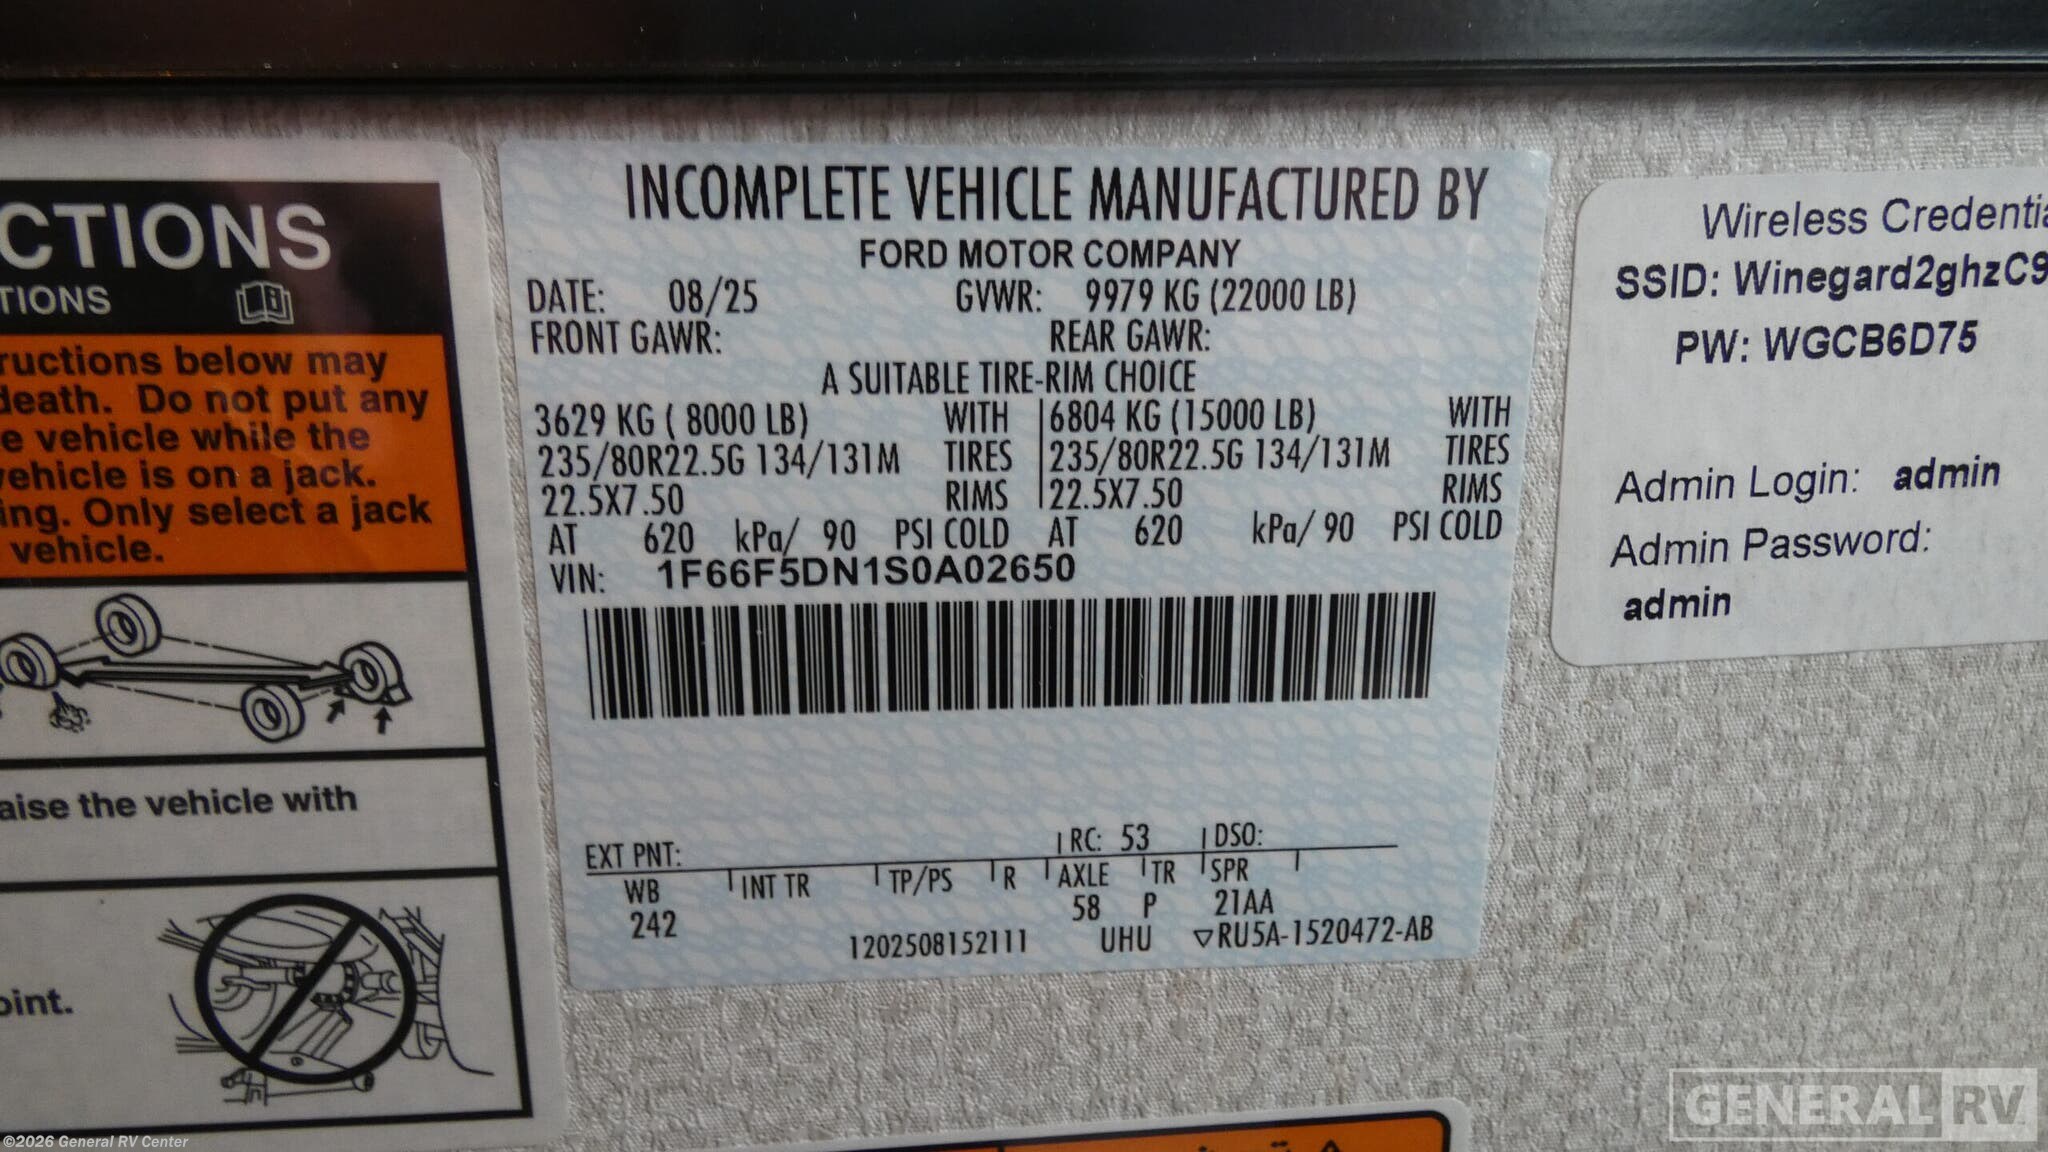 CTIONS
TIONS
ructions below may
death. Do not put any
e vehicle while the
vehicle is on a jack.
ing. Only select a jack
vehicle.
aise the vehicle with
oint.
INCOMPLETE VEHICLE MANUFACTURED BY
FORD MOTOR COMPANY
DATE: 08/25 GVWR: 9979 KG (22000 LB)
FRONT GAWR: REAR GAWR:
A SUITABLE TIRE-RIM CHOICE
3629 KG ( 8000 LB) WITH 6804 KG (15000 LB) WITH
235/80R22.5G 134/131M TIRES 235/80R22.5G 134/131M TIRES
22.5X7.50 RIMS 22.5X7.50 RIMS
AT 620 kPa/ 90 PSI COLD AT 620 kPa/ 90 PSI COLD
VIN: 1F66F5DN1S0A02650
EXT PNT: RC: 53 DSO:
WB INT TR TP/PS R AXLE TR SPR
242 58 P 21AA
1202508152111 UHU ▽RU5A-1520472-AB
Wireless Credentia
SSID: Winegard2ghzC9
PW: WGCB6D75
Admin Login: admin
Admin Password:
admin
GENERAL RV
©2026 General RV Center